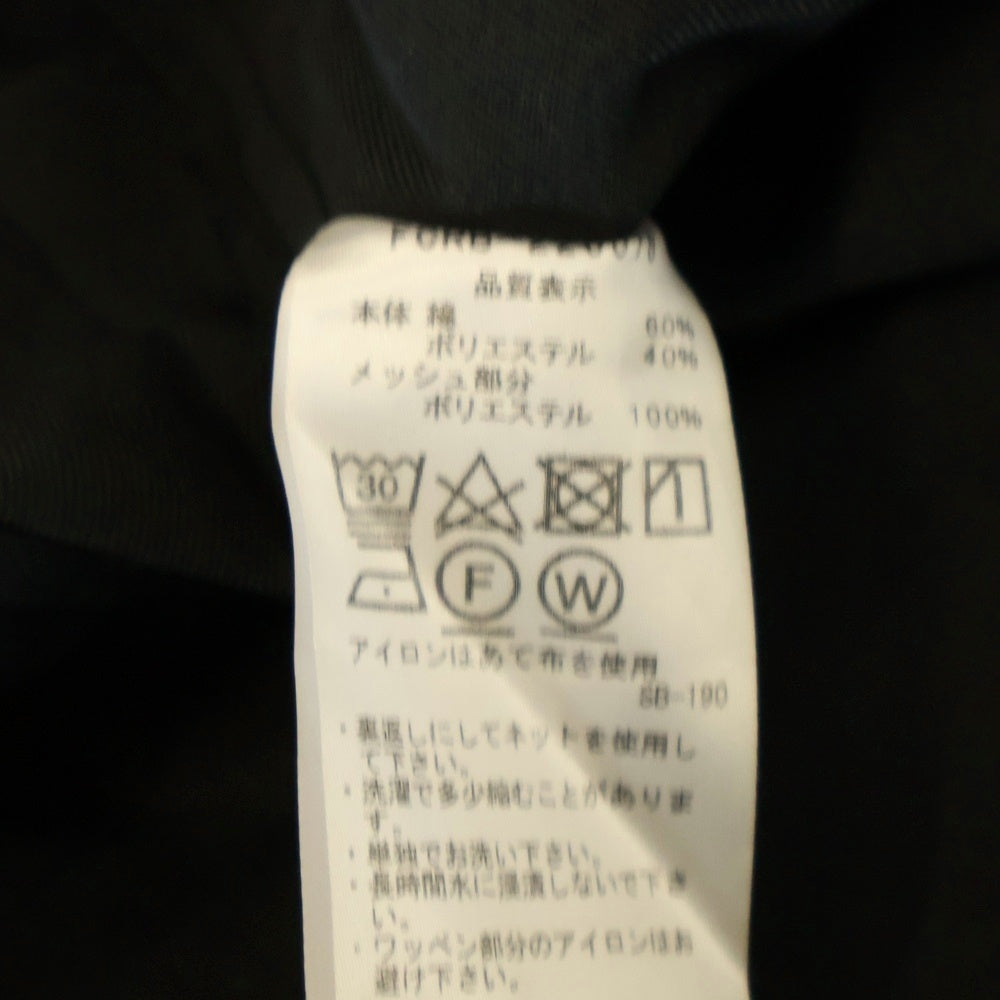 品質表示
本体 綿 60%
ポリエステル 40%
メッシュ部分
ポリエステル 100%
30
F W
アイロンはあて布を使用
SB-190
・裏返しにしてネットを使用し
て下さい。
・洗濯で多少縮むことがありま
す。
・単独でお洗い下さい。
・長時間水に浸漬しないで下さ
い。
・ワッペン部分のアイロンはお
避け下さい。